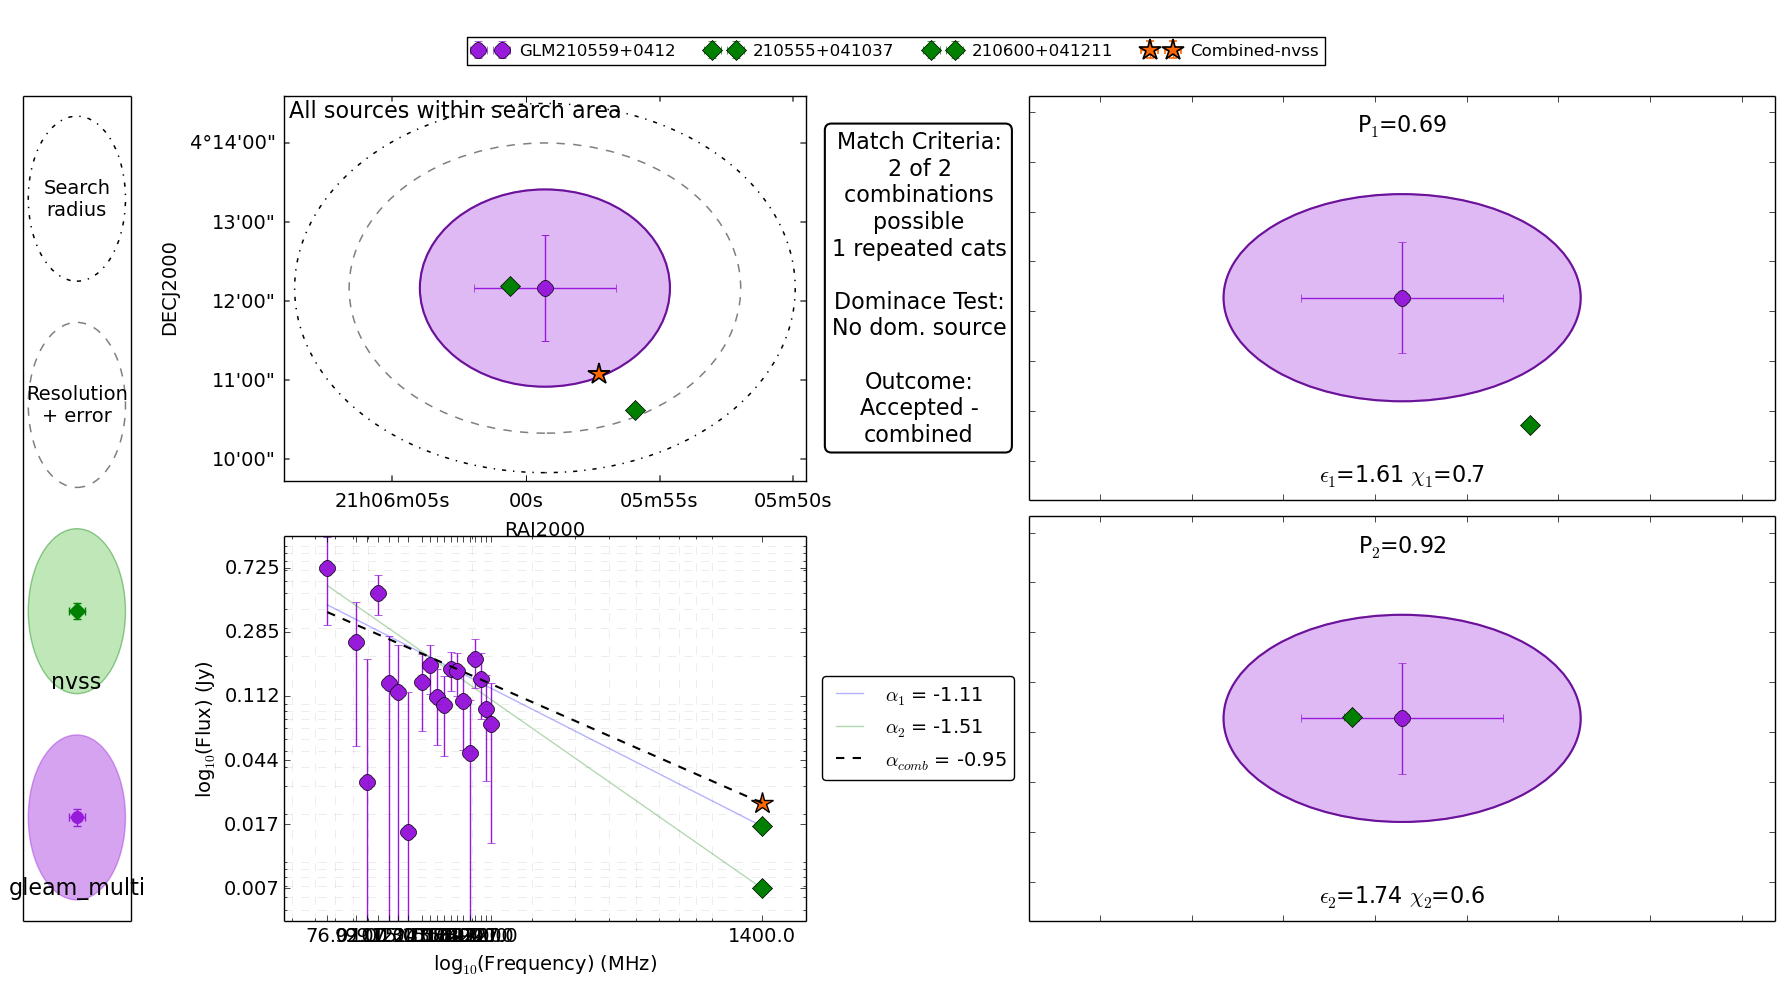 GLM210559+0412 210555+041037 210600+041211 Combined-nvss
Search
radius
Resolution
+ error
nvss
gleam_multi
All sources within search area
4°14'00"
13'00"
12'00"
11'00"
10'00"
DECJ2000
21h06m05s 00s 05m55s 05m50s
RAJ2000
Match Criteria:
2 of 2
combinations
possible
1 repeated cats
Dominace Test:
No dom. source
Outcome:
Accepted -
combined
P1=0.69
ϵ1=1.61 χ1=0.7
P2=0.92
ϵ2=1.74 χ2=0.6
0.725
0.285
0.112
0.044
0.017
0.007
log10(Flux) (Jy)
1400.0
log10(Frequency) (MHz)
α1 = -1.11
α2 = -1.51
αcomb = -0.95